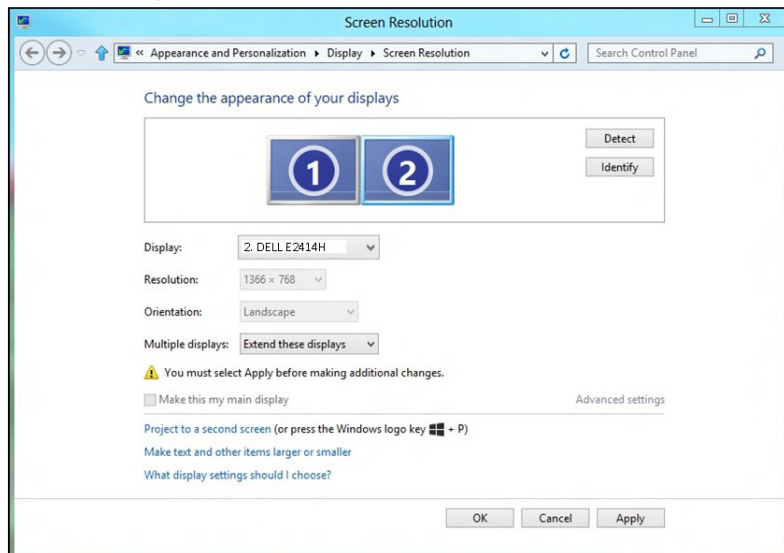 Screen Resolution
« Appearance and Personalization ▸ Display ▸ Screen Resolution
Search Control Panel
Change the appearance of your displays
1
2
Detect
Identify
Display: 2. DELL E2414H
Resolution: 1366 × 768
Orientation: Landscape
Multiple displays: Extend these displays
You must select Apply before making additional changes.
Make this my main display Advanced settings
Project to a second screen (or press the Windows logo key + P)
Make text and other items larger or smaller
What display settings should I choose?
OK Cancel Apply